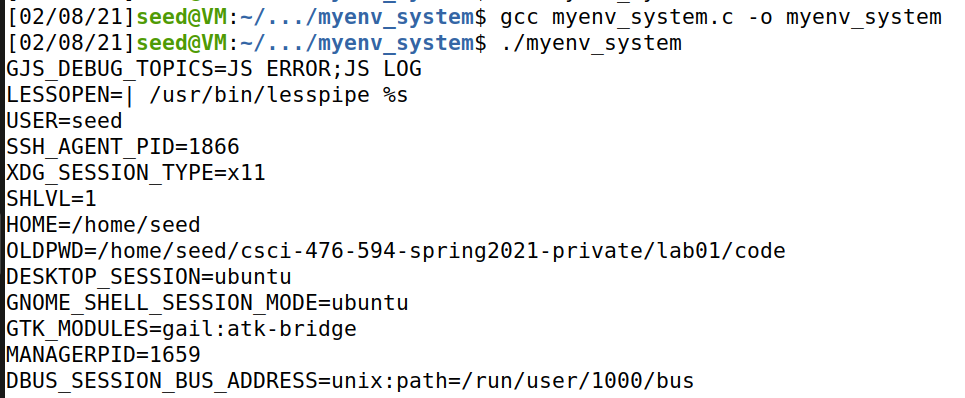 [02/08/21]seed@VM:~/.../myenv_system$ gcc myenv_system.c -o myenv_system
[02/08/21]seed@VM:~/.../myenv_system$ ./myenv_system
GJS_DEBUG_TOPICS=JS ERROR;JS LOG
LESSOPEN=| /usr/bin/lesspipe %s
USER=seed
SSH_AGENT_PID=1866
XDG_SESSION_TYPE=x11
SHLVL=1
HOME=/home/seed
OLDPWD=/home/seed/csci-476-594-spring2021-private/lab01/code
DESKTOP_SESSION=ubuntu
GNOME_SHELL_SESSION_MODE=ubuntu
GTK_MODULES=gail:atk-bridge
MANAGERPID=1659
DBUS_SESSION_BUS_ADDRESS=unix:path=/run/user/1000/bus